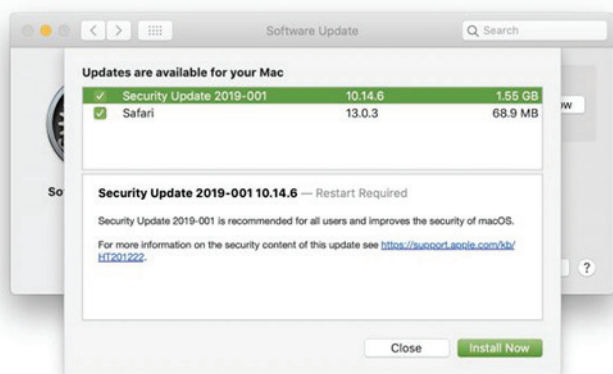 Software Update
Search
Updates are available for your Mac
Security Update 2019-001 10.14.6 1.55 GB
Safari 13.0.3 68.9 MB
ow
So
Security Update 2019-001 10.14.6 — Restart Required
Security Update 2019-001 is recommended for all users and improves the security of macOS.
For more information on the security content of this update see https://support.apple.com/kb/
HT201222.
?
Close Install Now